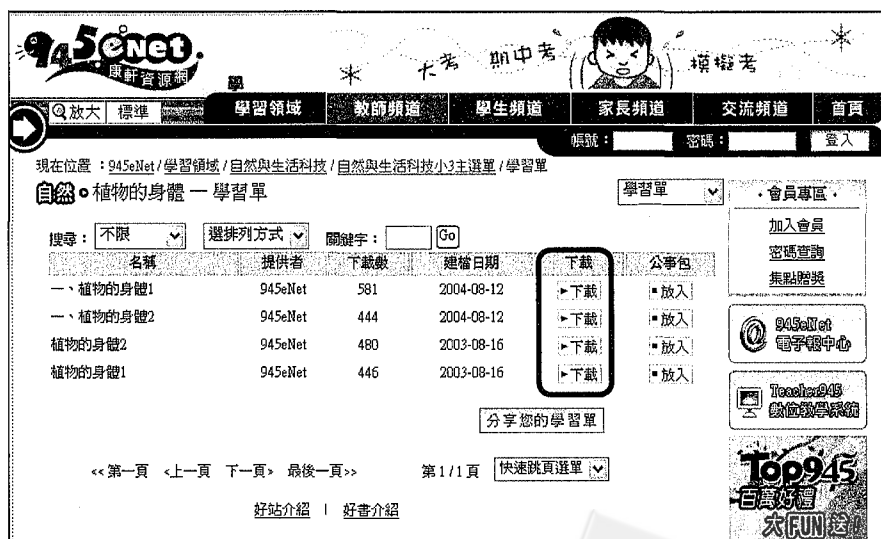 945enet.
康軒資源網
學
大考 期中考 模擬考
放大 標準 學習領域 教師頻道 學生頻道 家長頻道 交流頻道 首頁
帳號： 密碼： 登入
現在位置 ：945eNet / 學習領域 / 自然與生活科技 / 自然與生活科技小3主選單 / 學習單
自然 植物的身體 — 學習單 學習單
搜尋： 不限 選排列方式 關鍵字： Go
名稱 提供者 下載數 建檔日期 下載 公事包
一、植物的身體1 945eNet 581 2004-08-12 ►下載 ▪放入
一、植物的身體2 945eNet 444 2004-08-12 ►下載 ▪放入
植物的身體2 945eNet 480 2003-08-16 ►下載 ▪放入
植物的身體1 945eNet 446 2003-08-16 ►下載 ▪放入
分享您的學習單
<<第一頁 <上一頁 下一頁> 最後一頁>> 第1/1頁 快速跳頁選單
好站介紹 | 好書介紹
·會員專區·
加入會員
密碼查詢
集點贈獎
945eNet
電子報中心
Teacher945
數位教學系統
Top945
百萬好禮
大FUN送!